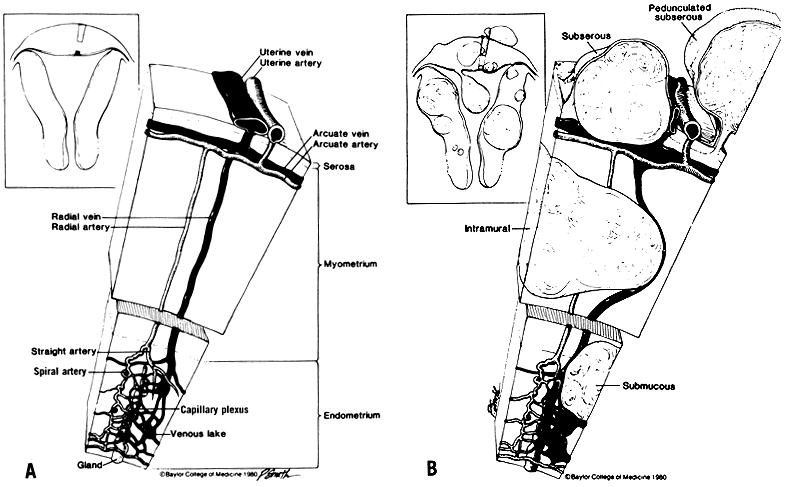 Uterine vein
Uterine artery
Arcuate vein
Arcuate artery
Serosa
Radial vein
Radial artery
Myometrium
Straight artery
Spiral artery
Capillary plexus
Endometrium
Venous lake
Gland
A
©Baylor College of Medicine 1980
Pedunculated
subserous
Subserous
Intramural
Submucous
B
©Baylor College of Medicine 1980